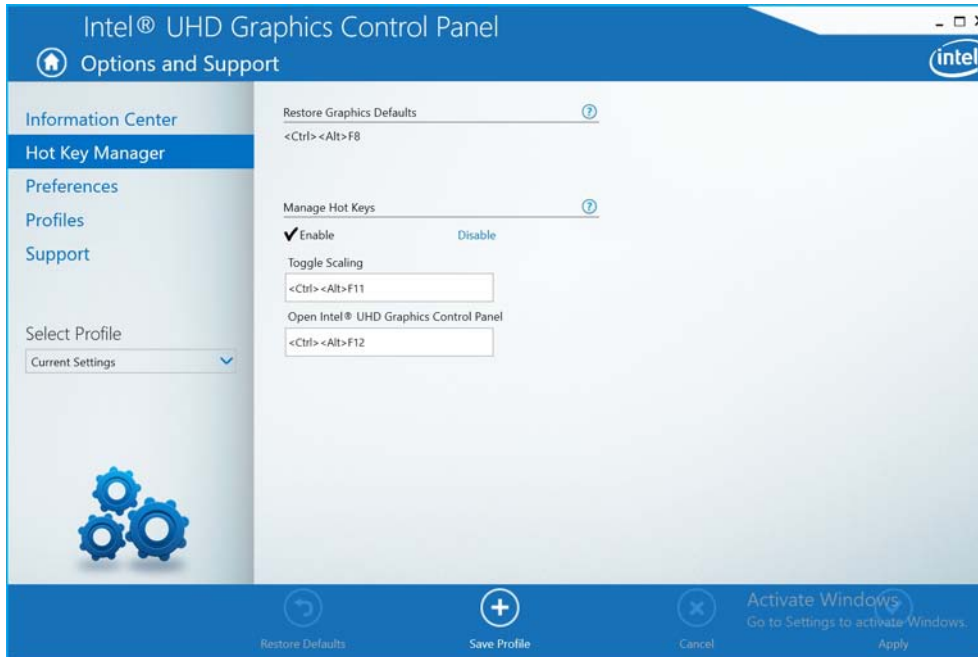 Intel® UHD Graphics Control Panel
Options and Support
intel
Information Center
Hot Key Manager
Preferences
Profiles
Support
Select Profile
Current Settings
Restore Graphics Defaults
?
<Ctrl><Alt>F8
Manage Hot Keys
?
Enable
Disable
Toggle Scaling
<Ctrl><Alt>F11
Open Intel® UHD Graphics Control Panel
<Ctrl><Alt>F12
Restore Defaults
Save Profile
Cancel
Apply
Activate Windows
Go to Settings to activate Windows.